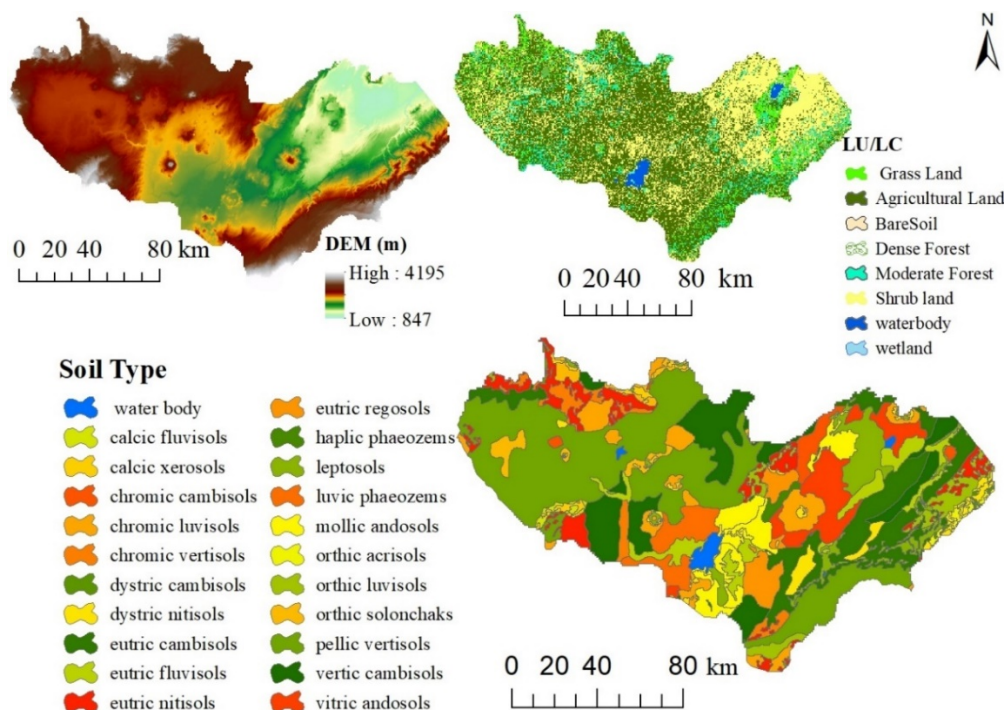 N
0 20 40 80 km
DEM (m)
High : 4195
Low : 847
0 20 40 80 km
LU/LC
Grass Land
Agricultural Land
BareSoil
Dense Forest
Moderate Forest
Shrub land
waterbody
wetland
Soil Type
water body
calcic fluvisols
calcic xerosols
chromic cambisols
chromic luvisols
chromic vertisols
dystric cambisols
dystric nitisols
eutric cambisols
eutric fluvisols
eutric nitisols
eutric regosols
haplic phaeozems
leptosols
luvic phaeozems
mollic andosols
orthic acrisols
orthic luvisols
orthic solonchaks
pellic vertisols
vertic cambisols
vitric andosols
0 20 40 80 km